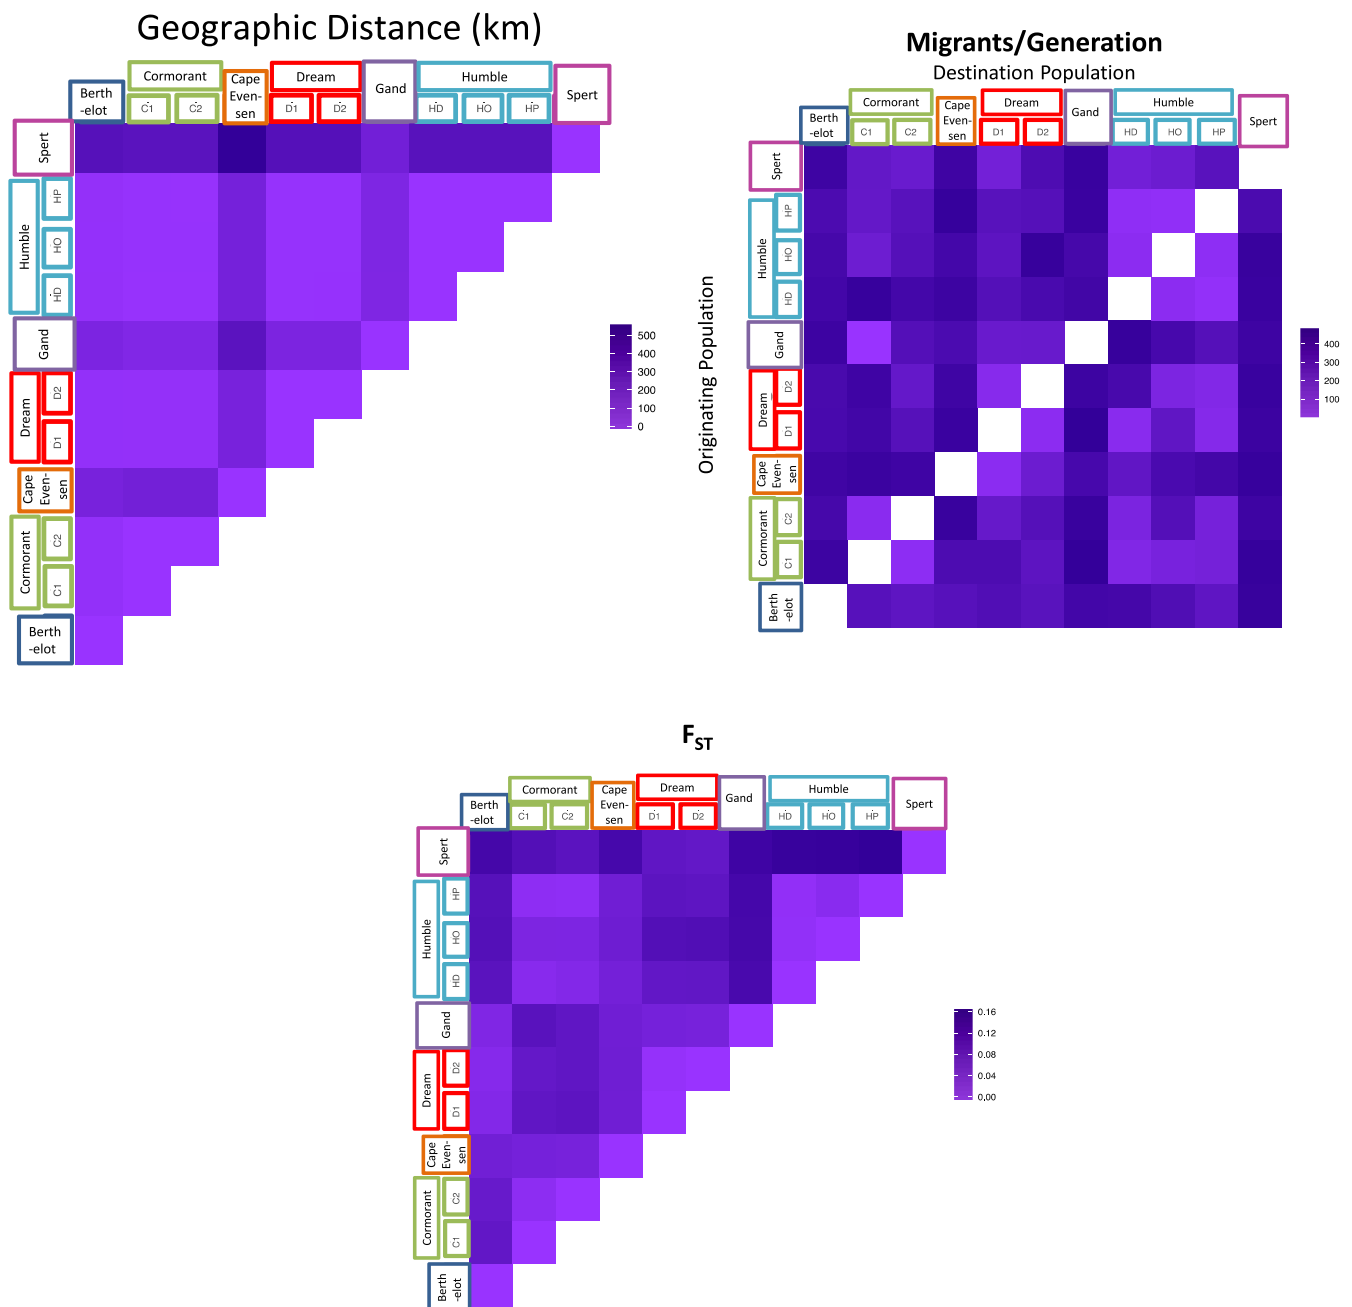 Geographic Distance (km)
Cormorant
Cape
Even-
sen
Dream
Gand
Humble
Spert
Berth
-elot
C1
C2
D1
D2
HD
HO
HP
Spert
Humble
HP
HO
HD
Gand
Dream
D2
D1
Cape
Even-
sen
Cormorant
C2
C1
Berth
-elot
500
400
300
200
100
0
Migrants/Generation
Destination Population
Cormorant
Cape
Even-
sen
Dream
Gand
Humble
Spert
Berth
-elot
C1
C2
D1
D2
HD
HO
HP
Originating Population
Spert
Humble
HP
HO
HD
Gand
Dream
D2
D1
Cape
Even-
sen
Cormorant
C2
C1
Berth
-elot
400
300
200
100
FST
Cormorant
Cape
Even-
sen
Dream
Gand
Humble
Spert
Berth
-elot
C1
C2
D1
D2
HD
HO
HP
Spert
Humble
HP
HO
HD
Gand
Dream
D2
D1
Cape
Even-
sen
Cormorant
C2
C1
Berth
-elot
0.16
0.12
0.08
0.04
0.00